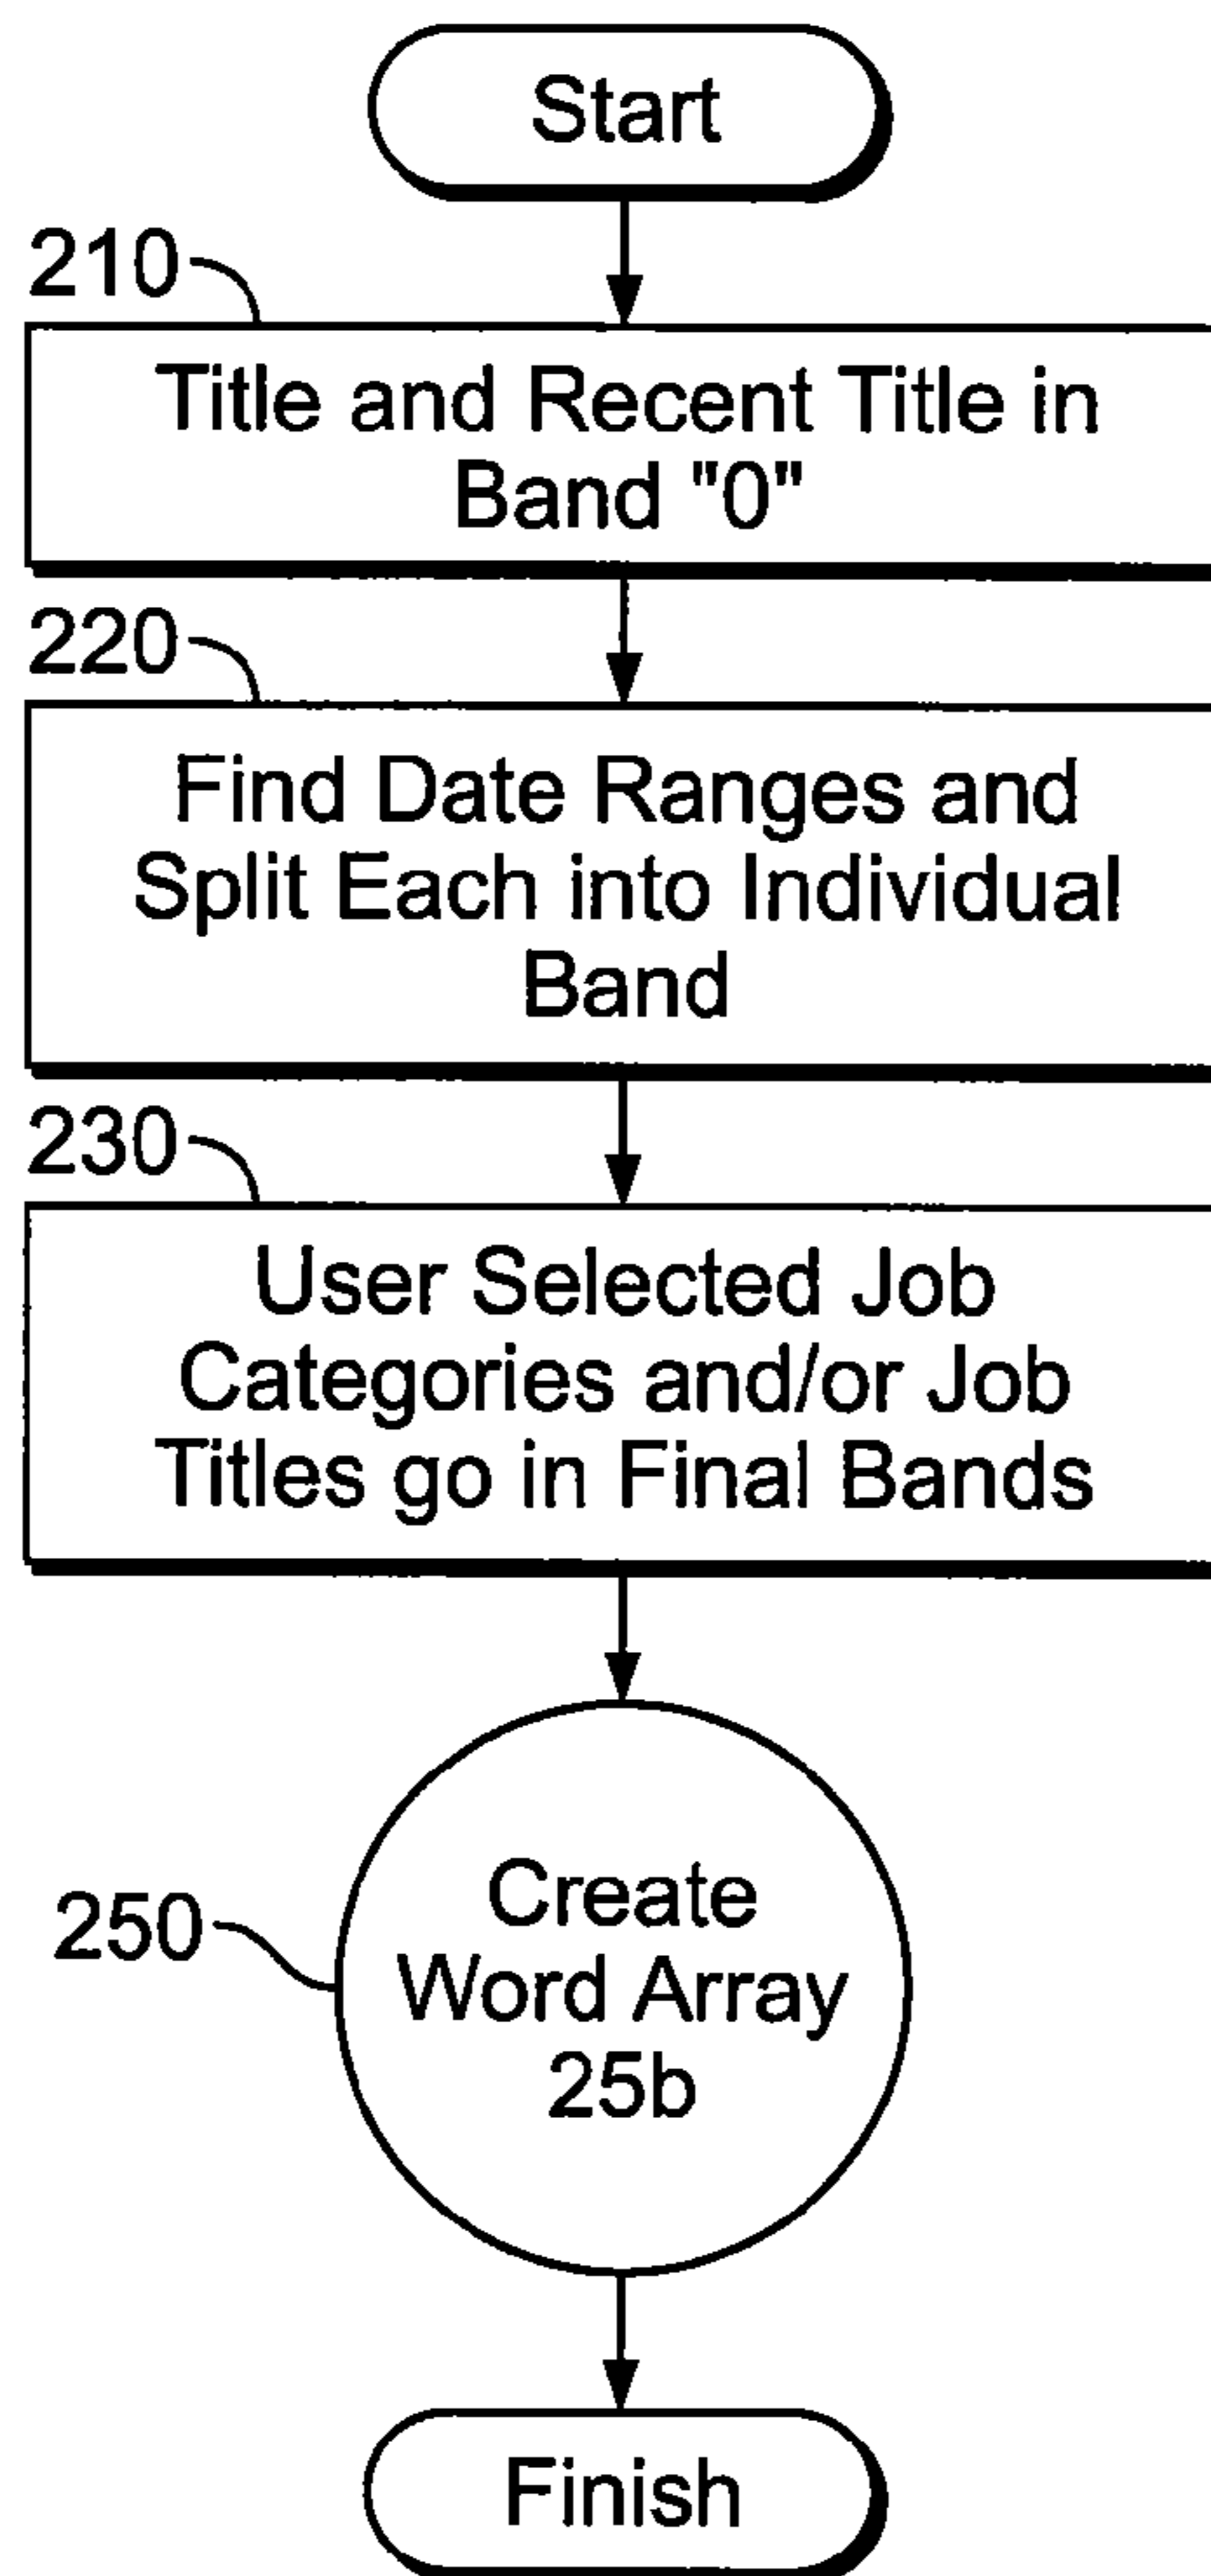 Start
210
Title and Recent Title in
Band "0"
220
Find Date Ranges and
Split Each into Individual
Band
230
User Selected Job
Categories and/or Job
Titles go in Final Bands
250
Create
Word Array
25b
Finish